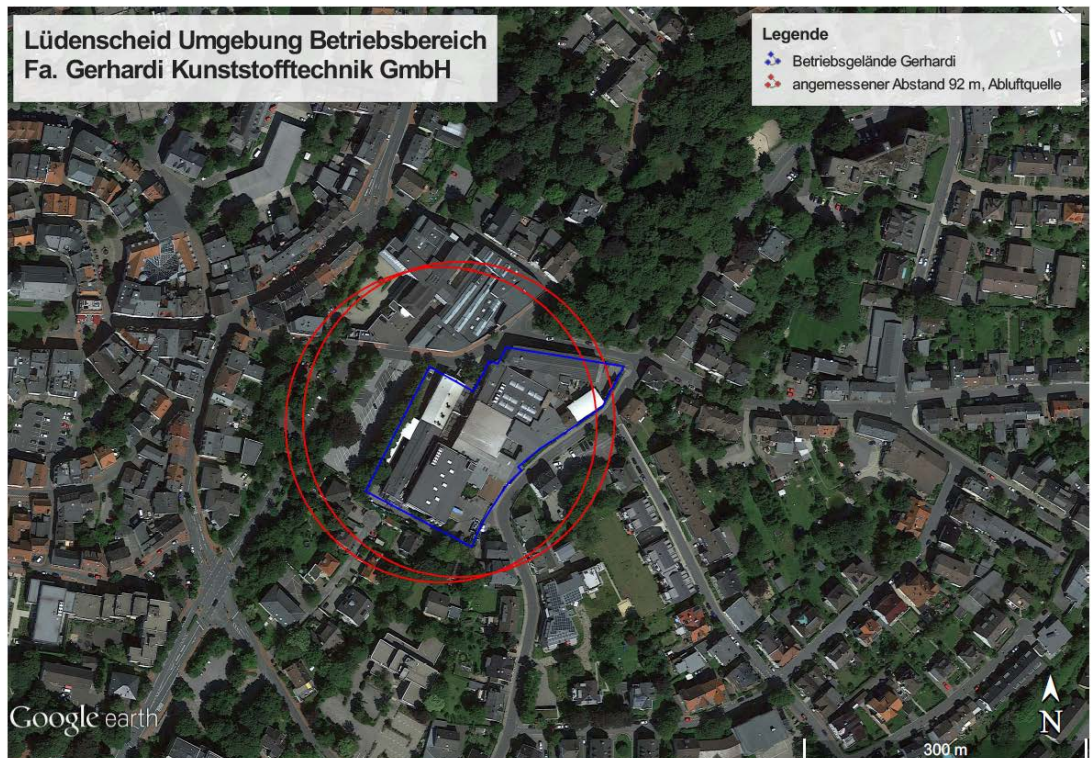 Lüdenscheid Umgebung Betriebsbereich
Fa. Gerhardi Kunststofftechnik GmbH
Legende
Betriebsgelände Gerhardi
angemessener Abstand 92 m, Abluftquelle
Google earth
N
300 m